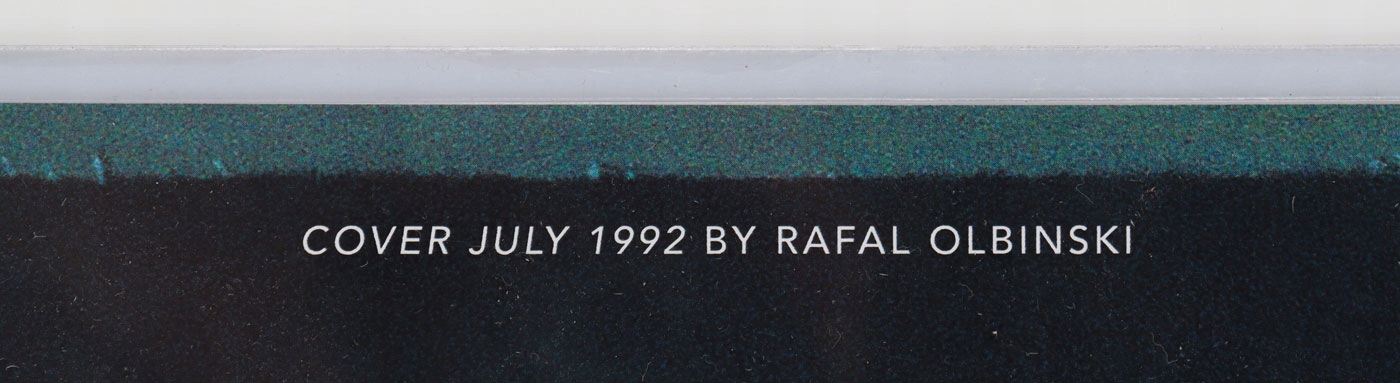 COVER JULY 1992 BY RAFAL OLBINSKI